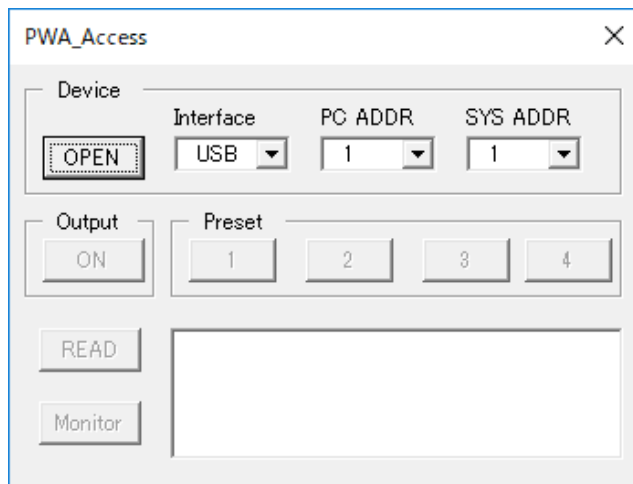 PWA_Access
Device
Interface PC ADDR SYS ADDR
OPEN USB 1 1
Output Preset
ON 1 2 3 4
READ
Monitor